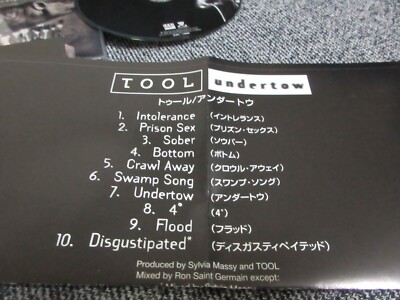 TOOL undertow
トゥール/アンダートウ
1. Intolerance (イントレランス)
2. Prison Sex (プリズン・セックス)
3. Sober (ソウバー)
4. Bottom (ボトム)
5. Crawl Away (クロウル・アウェイ)
6. Swamp Song (スワンプ・ソング)
7. Undertow (アンダートウ)
8. 4° (4°)
9. Flood (フラッド)
10. Disgustipated* (ディスガスティペイテッド)
Produced by Sylvia Massy and TOOL
Mixed by Ron Saint Germain except:
* Mixed by Sylvia Massy